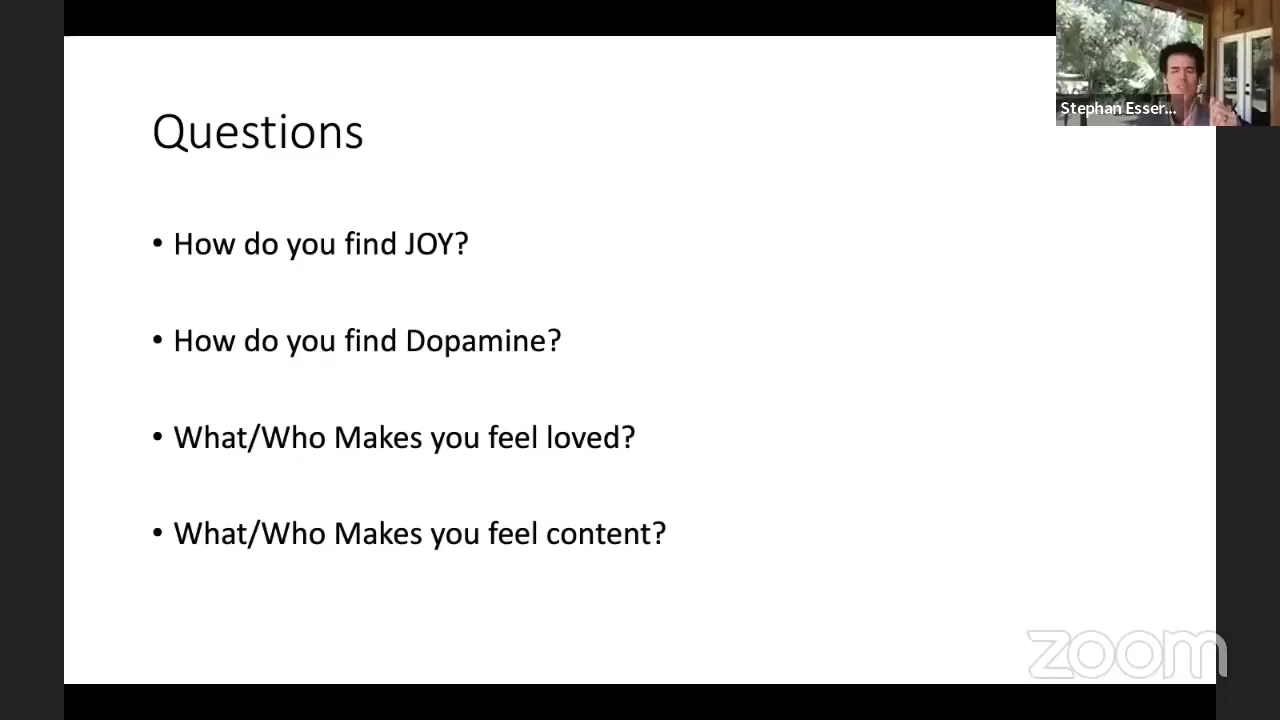 Questions
• How do you find JOY?
• How do you find Dopamine?
• What/Who Makes you feel loved?
• What/Who Makes you feel content?
Stephan Esser...
zoom